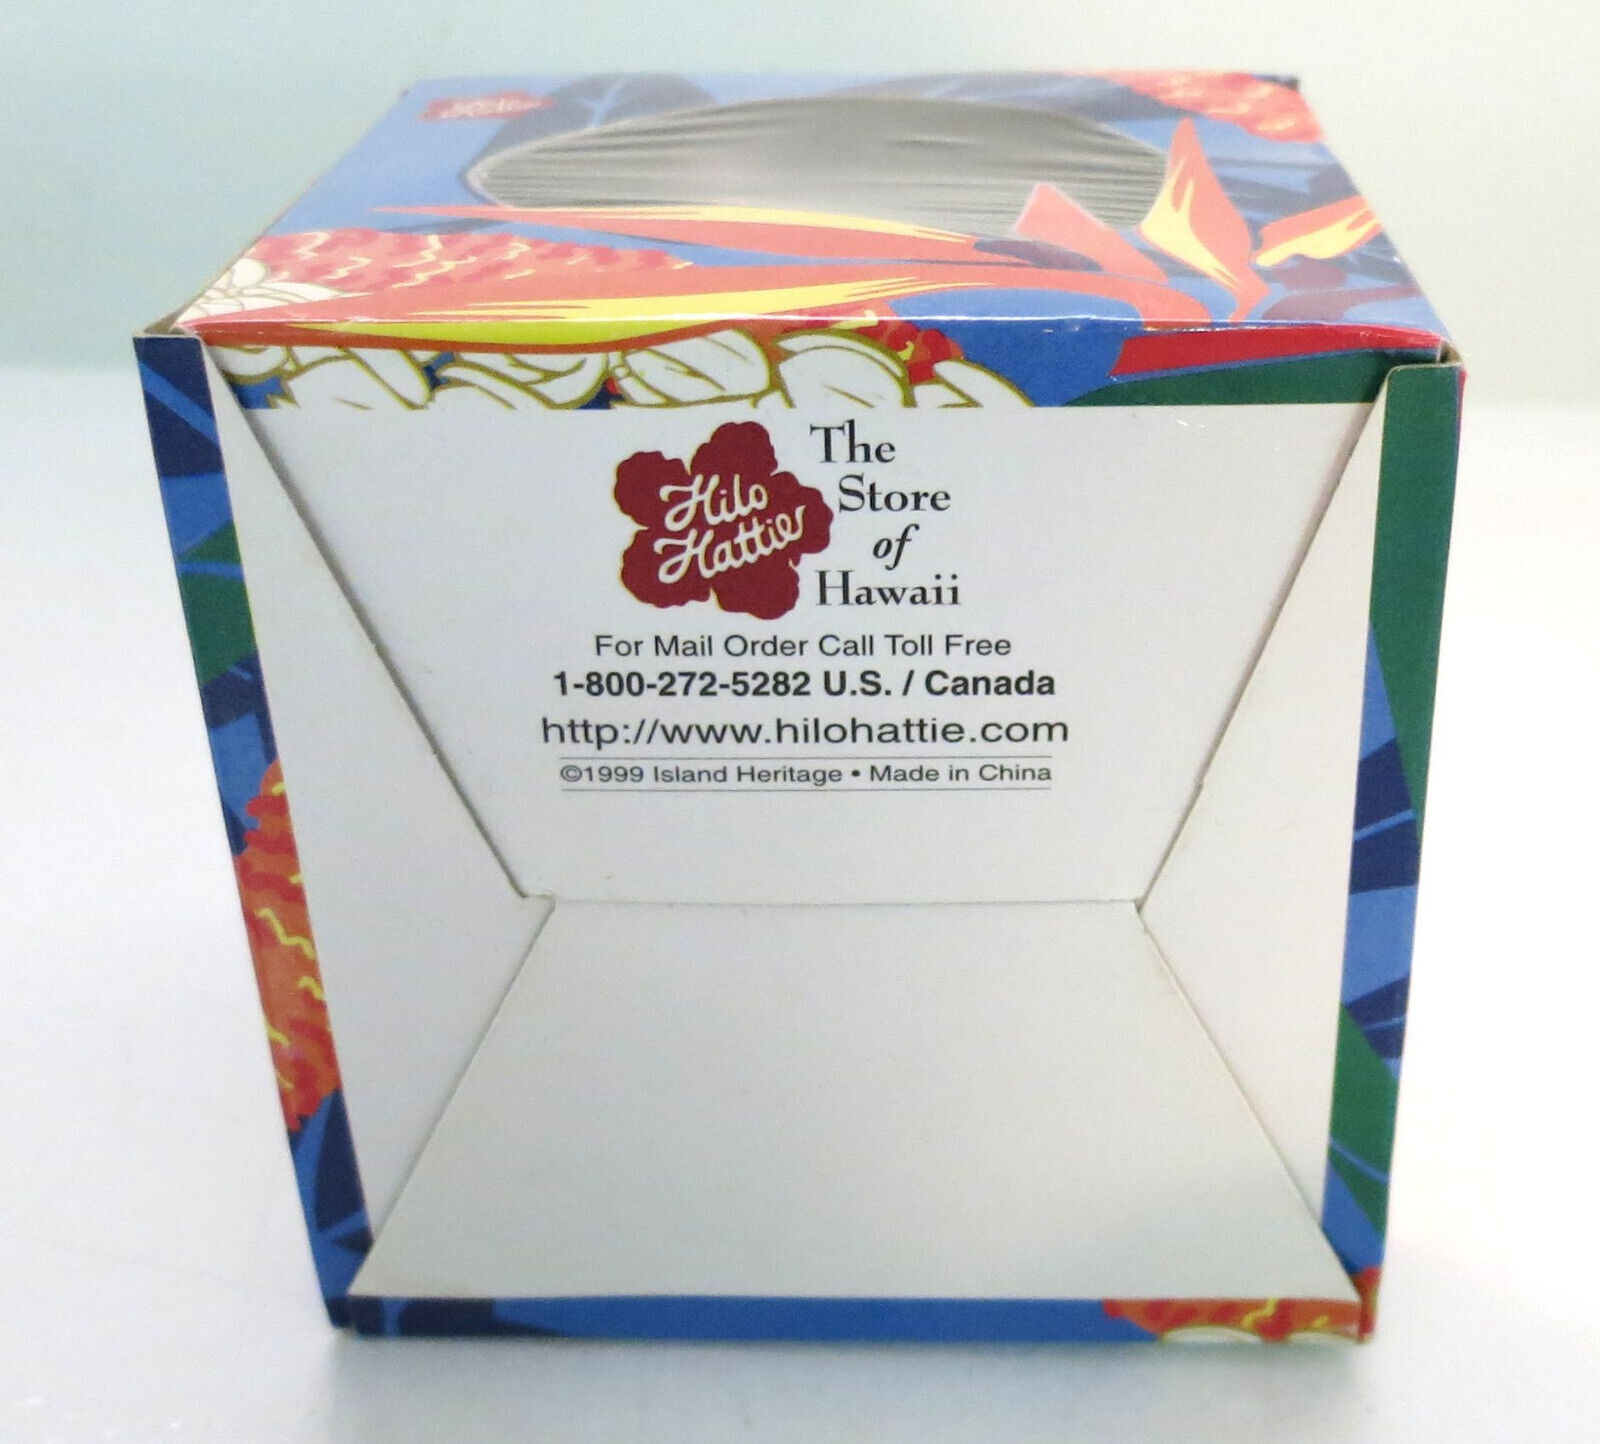 Hilo
Hattie
The
Store
of
Hawaii
For Mail Order Call Toll Free
1-800-272-5282 U.S. / Canada
http://www.hilohattie.com
©1999 Island Heritage • Made in China